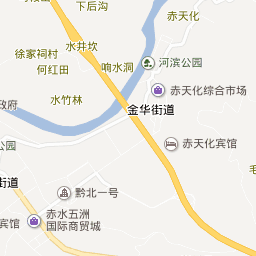 下后沟
赤天化
水井坎
徐家祠村
何红田
响水洞
河滨公园
水竹林
赤天化综合市场
政府
金华街道
赤天化宾馆
公园
街道
黔北一号
赤水五洲
国际商贸城
宾馆